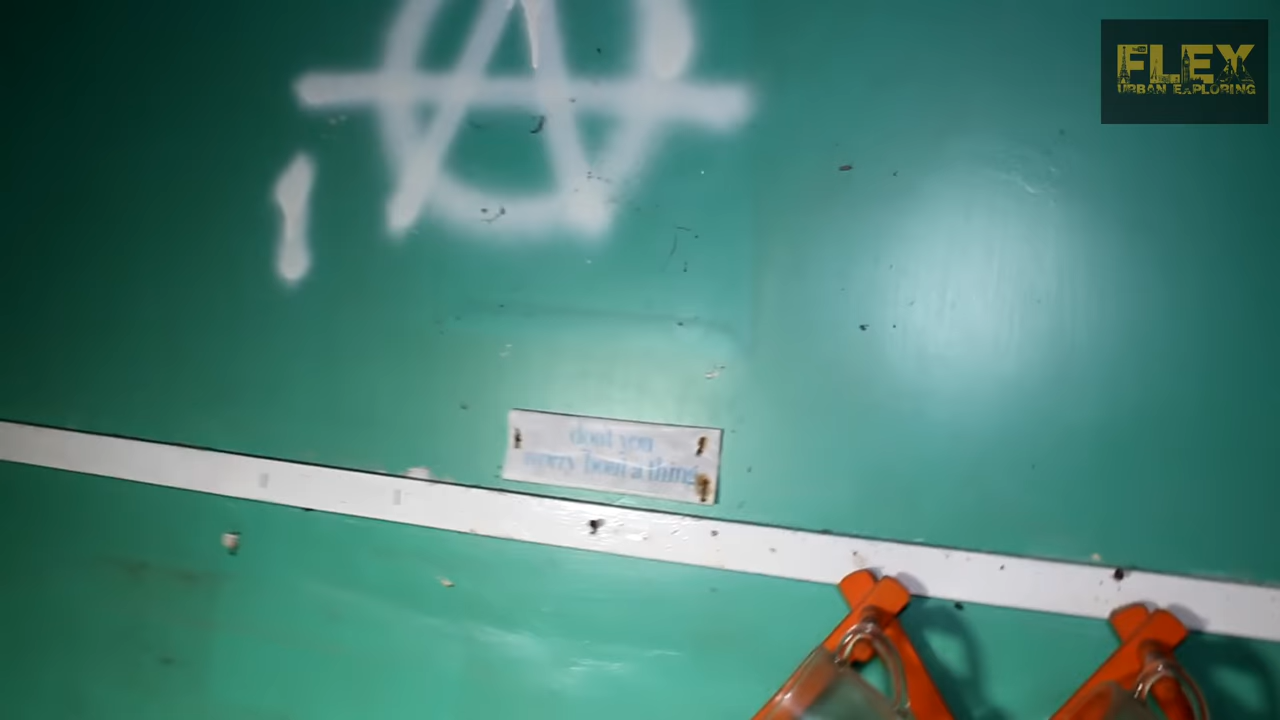 FLEX
URBAN EXPLORING
A
dont you
worry 'bout a thing